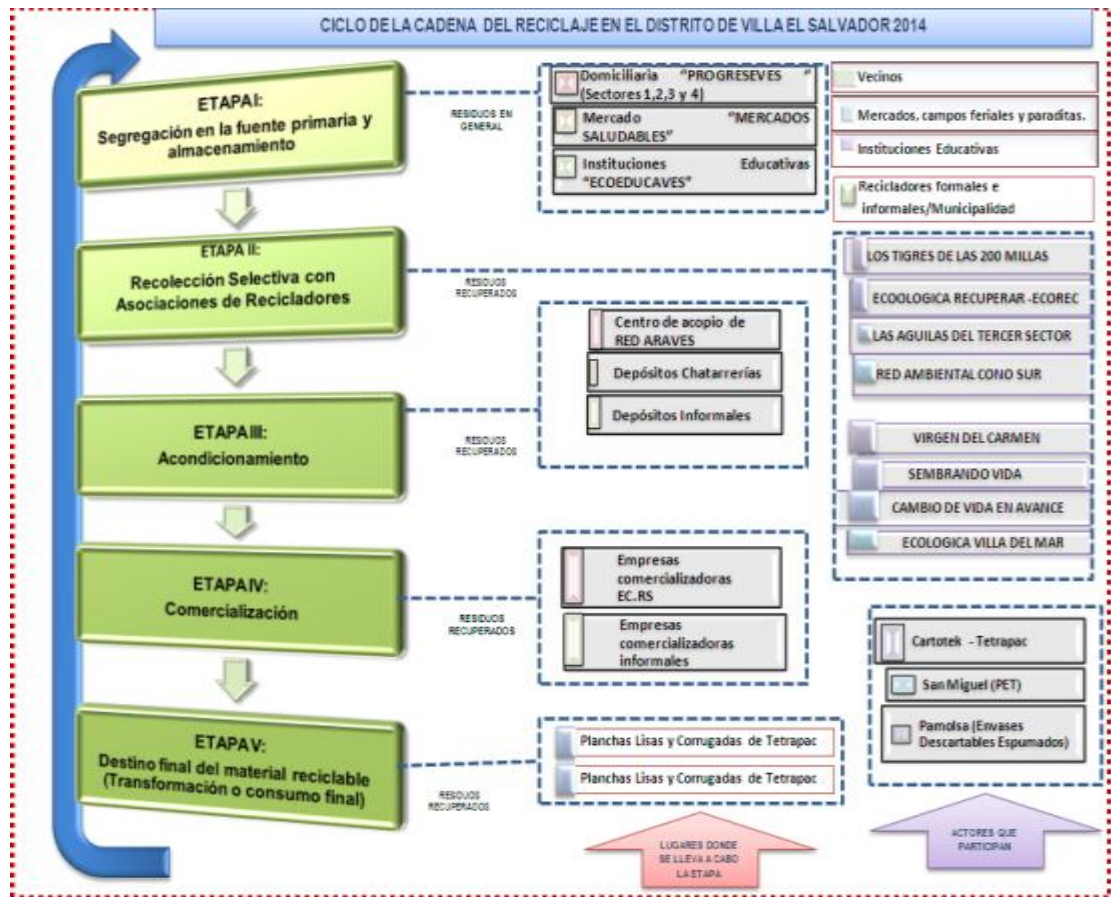 CICLO DE LA CADENA DEL RECICLAJE EN EL DISTRITO DE VILLA EL SALVADOR 2014
ETAPA I:
Segregación en la fuente primaria y
almacenamiento
RESIDUOS EN
GENERAL
Domiciliaria "PROGRESEVES "
(Sectores 1,2,3 y 4)
Mercado "MERCADOS
SALUDABLES"
Instituciones Educativas
"ECOEDUCAVES"
Vecinos
Mercados, campos feriales y paraditas.
Instituciones Educativas
Recicladores formales e
informales/Municipalidad
ETAPA II:
Recolección Selectiva con
Asociaciones de Recicladores
RESIDUOS
RECUPERADOS
LOS TIGRES DE LAS 200 MILLAS
ECOOLOGICA RECUPERAR -ECOREC
LAS AGUILAS DEL TERCER SECTOR
RED AMBIENTAL CONO SUR
VIRGEN DEL CARMEN
SEMBRANDO VIDA
CAMBIO DE VIDA EN AVANCE
ECOLOGICA VILLA DEL MAR
ETAPA III:
Acondicionamiento
RESIDUOS
RECUPERADOS
Centro de acopio de
RED ARAVES
Depósitos Chatarrerías
Depósitos Informales
ETAPA IV:
Comercialización
RESIDUOS
RECUPERADOS
Empresas
comercializadoras
EC.RS
Empresas
comercializadoras
informales
Cartotek - Tetrapac
San Miguel (PET)
Pamolsa (Envases
Descartables Espumados)
ETAPA V:
Destino final del material reciclable
(Transformación o consumo final)
RESIDUOS
RECUPERADOS
Planchas Lisas y Corrugadas de Tetrapac
Planchas Lisas y Corrugadas de Tetrapac
LUGARES DONDE
SE LLEVA A CABO
LA ETAPA
ACTORES QUE
PARTICIPAN